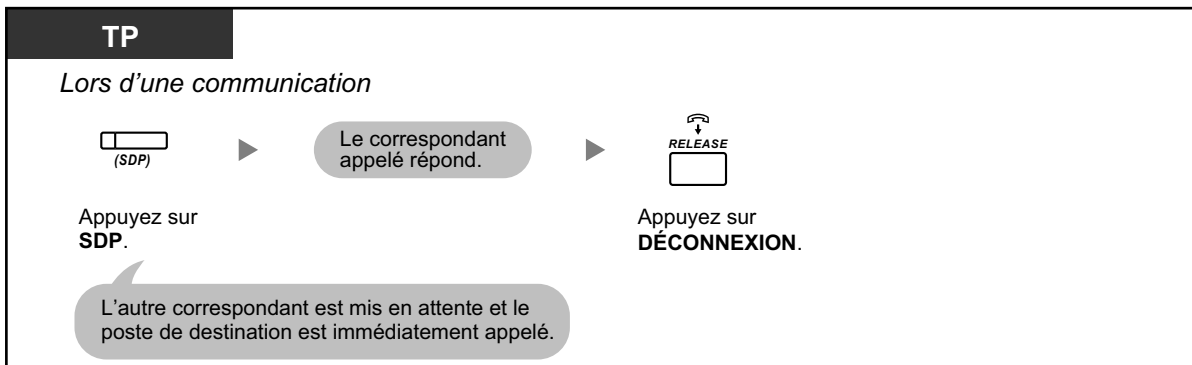 TP
Lors d'une communication
(SDP)
Le correspondant
appelé répond.
RELEASE
Appuyez sur
SDP.
Appuyez sur
DÉCONNEXION.
L'autre correspondant est mis en attente et le
poste de destination est immédiatement appelé.